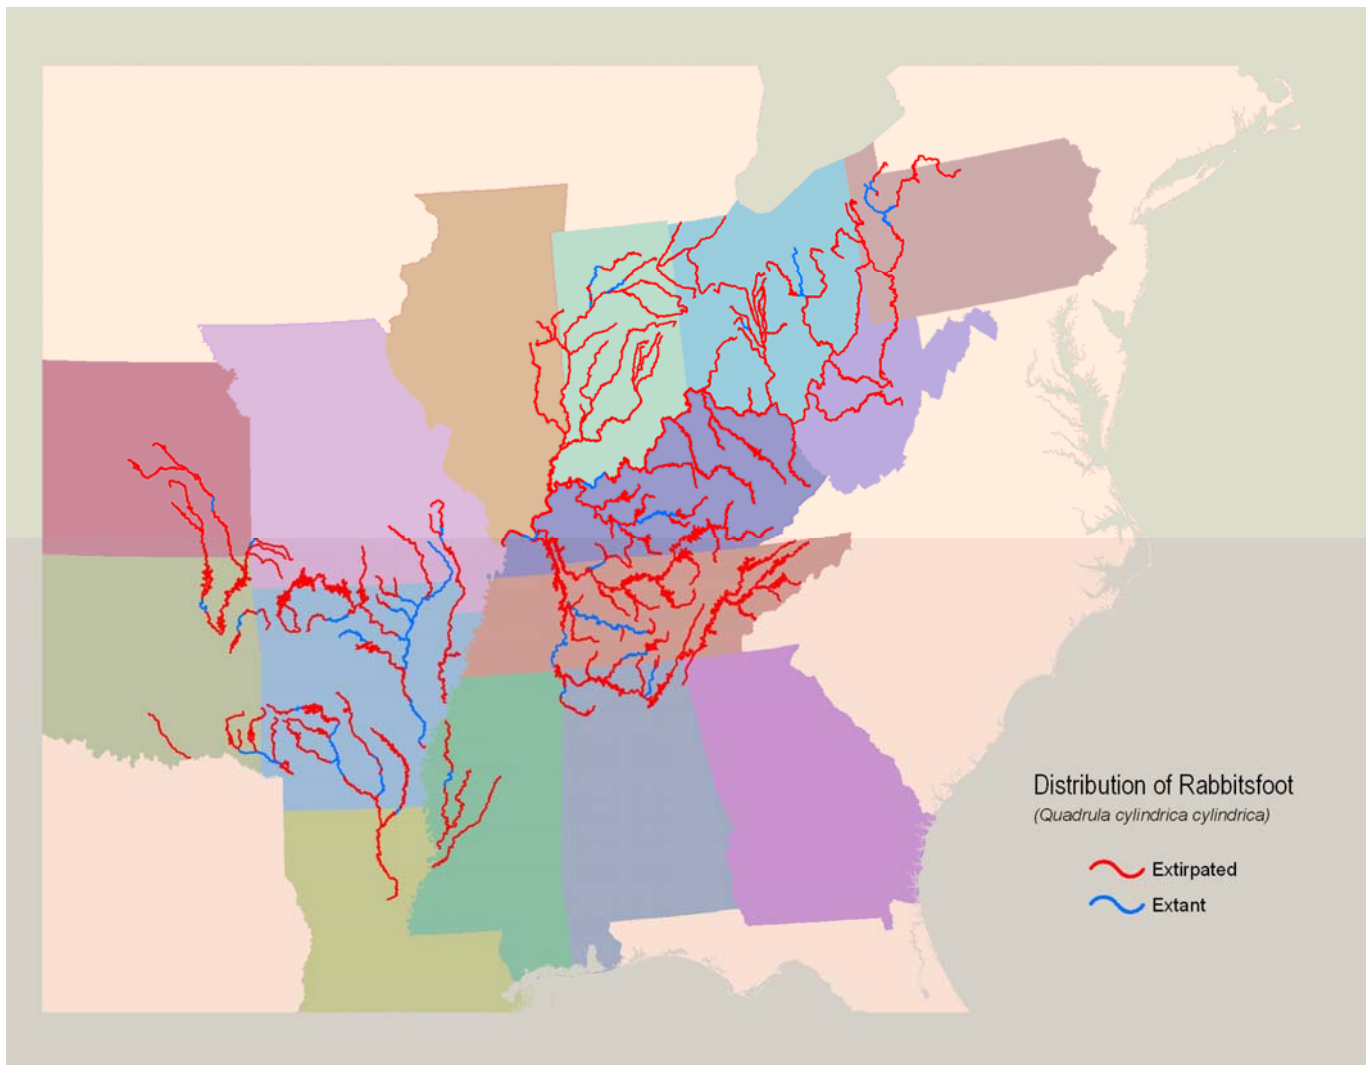 Distribution of Rabbitsfoot
(Quadrula cylindrica cylindrica)
Extirpated
Extant